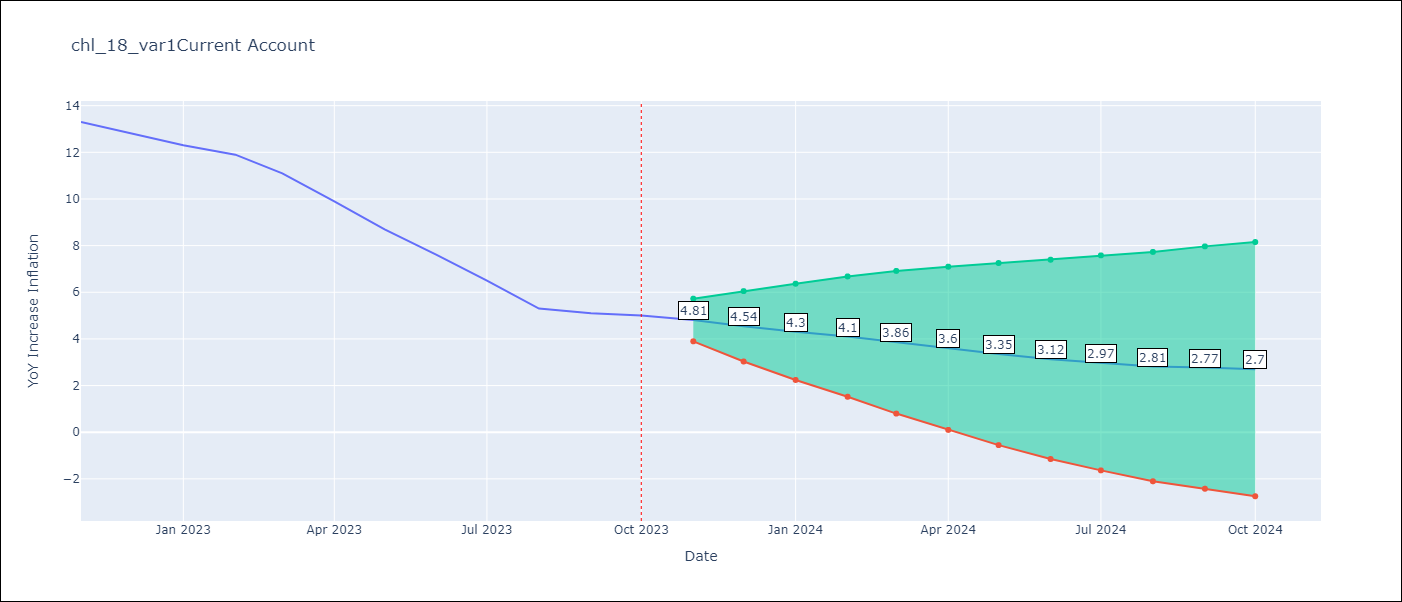 chl_18_var1Current Account
YoY Increase Inflation
14
12
10
8
6
4
2
0
−2
4.81
4.54
4.3
4.1
3.86
3.6
3.35
3.12
2.97
2.81
2.77
2.7
Jan 2023
Apr 2023
Jul 2023
Oct 2023
Jan 2024
Apr 2024
Jul 2024
Oct 2024
Date